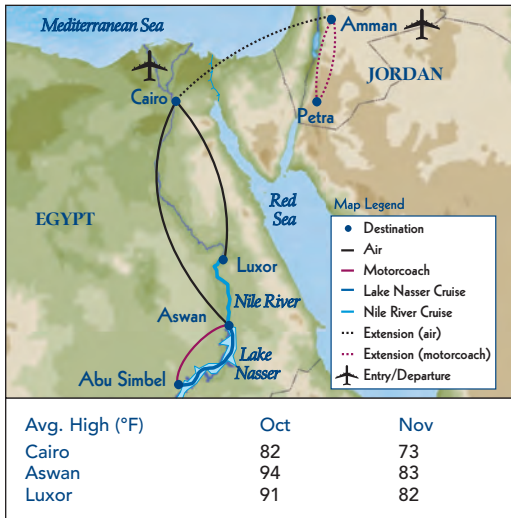 Mediterranean Sea
Amman
JORDAN
Cairo
Petra
Red
Sea
EGYPT
Luxor
Nile River
Aswan
Lake
Nasser
Abu Simbel
Map Legend
Destination
Air
Motorcoach
Lake Nasser Cruise
Nile River Cruise
Extension (air)
Extension (motorcoach)
Entry/Departure
Avg. High (°F) Oct Nov
Cairo 82 73
Aswan 94 83
Luxor 91 82